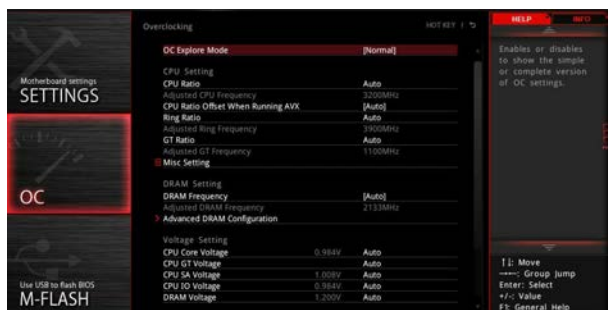 Overclocking
HOT KEY |
HELP
INFO
OC Explore Mode [Normal]
CPU Setting
CPU Ratio Auto
Adjusted CPU Frequency 3200MHz
CPU Ratio Offset When Running AVX [Auto]
Ring Ratio Auto
Adjusted Ring Frequency 3900MHz
GT Ratio Auto
Adjusted GT Frequency 1100MHz
Misc Setting
DRAM Setting
DRAM Frequency [Auto]
Adjusted DRAM Frequency 2133MHz
Advanced DRAM Configuration
Voltage Setting
CPU Core Voltage 0.984V Auto
CPU GT Voltage Auto
CPU SA Voltage 1.008V Auto
CPU IO Voltage 0.984V Auto
DRAM Voltage 1.200V Auto
Motherboard settings
SETTINGS
OC
Use USB to flash BIOS
M-FLASH
Enables or disables
to show the simple
or complete version
of OC settings.
↑↓: Move
→←: Group Jump
Enter: Select
+/-: Value
F1: General Help